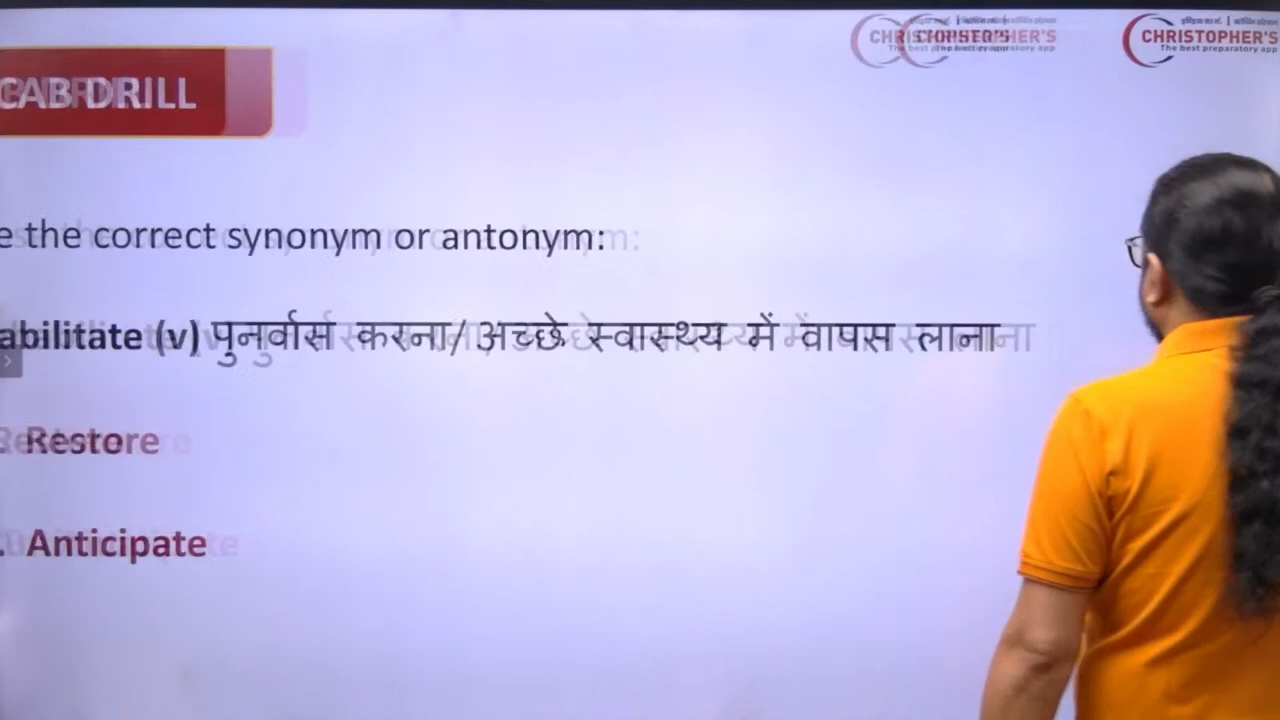 CHRISTOPHER'S
The best preparatory app
CAB DRILL
e the correct synonym or antonym:
abilitate (v) पुनर्वास करना/ अच्छे स्वास्थ्य में वापस लाना
Restore
. Anticipate